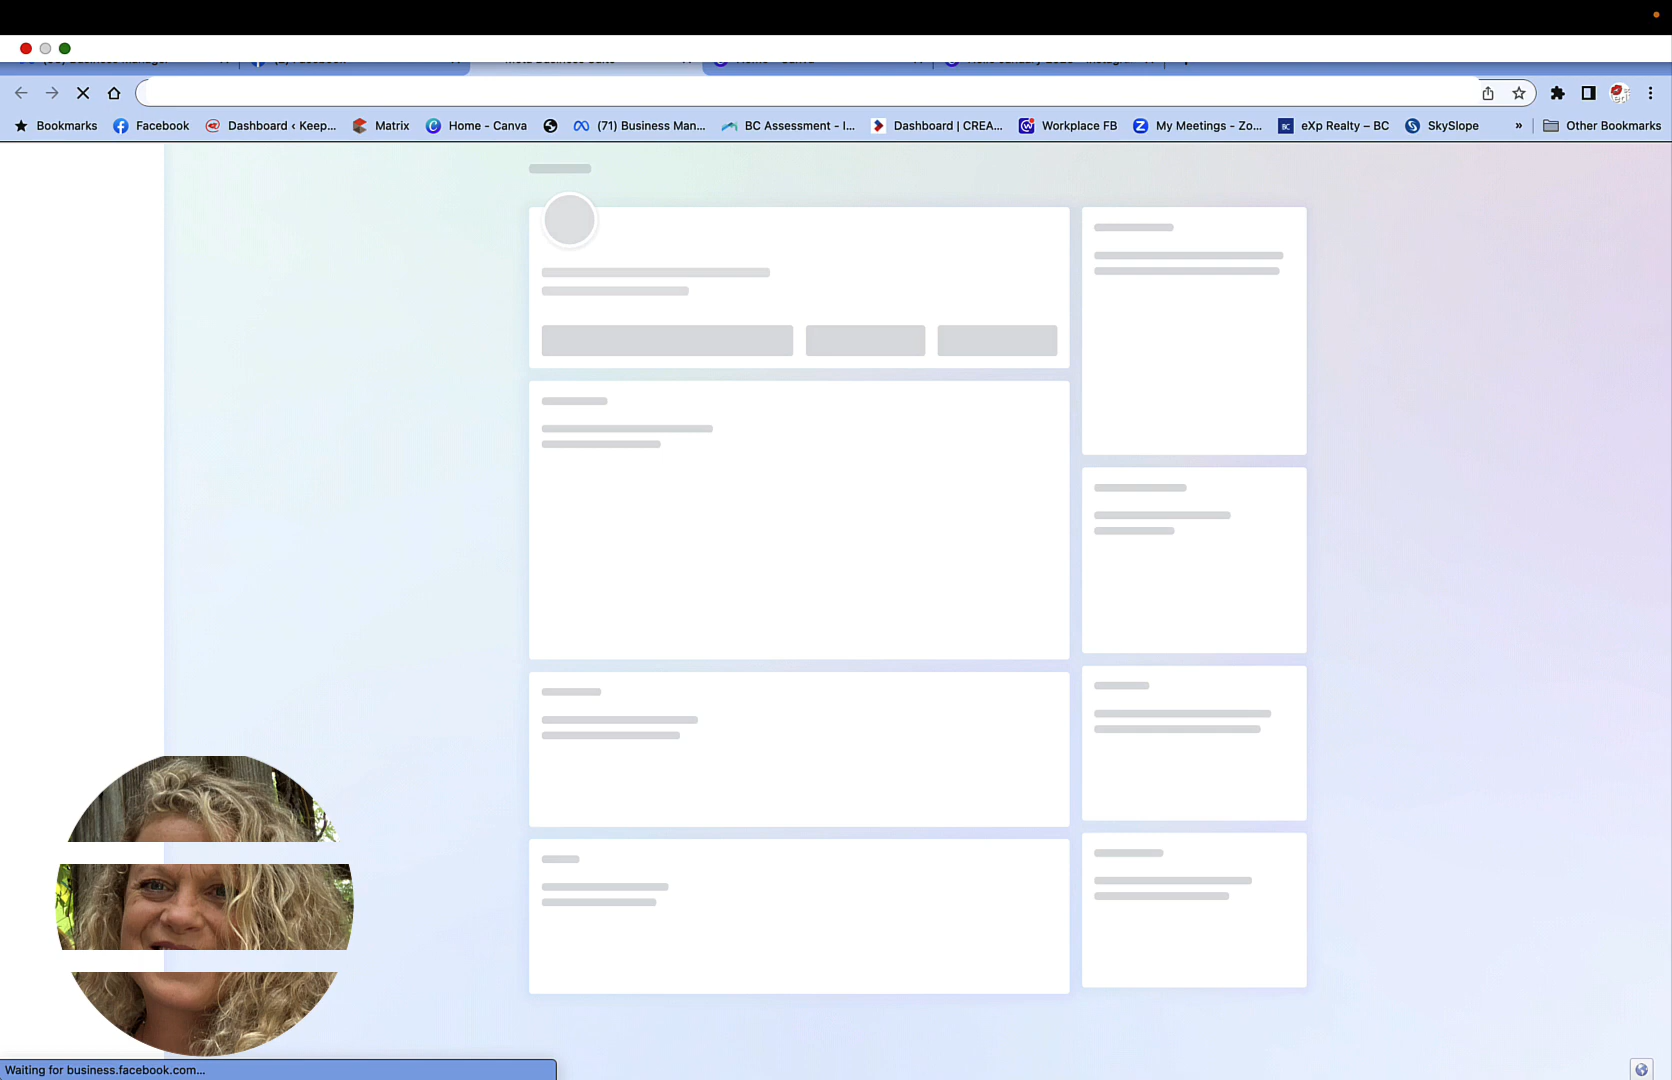 Bookmarks
Facebook
Dashboard ‹ Keep...
Matrix
Home - Canva
(71) Business Man...
BC Assessment - I...
Dashboard | CREA...
Workplace FB
My Meetings - Zo...
BC
eXp Realty – BC
SkySlope
»
Other Bookmarks
Waiting for business.facebook.com...